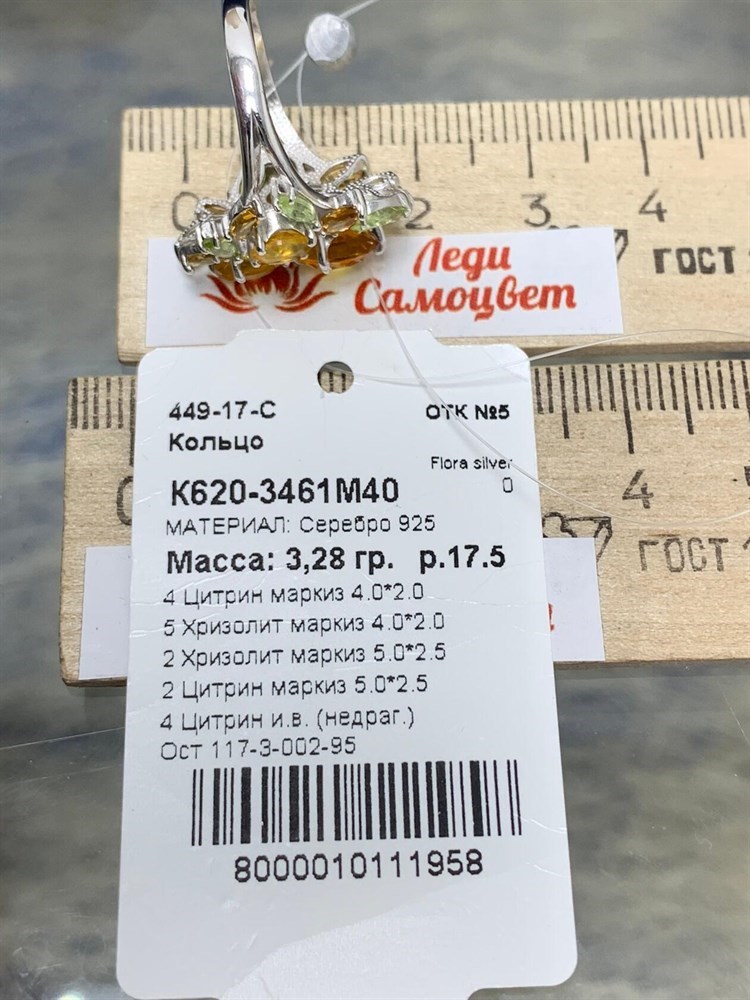 0
2
3
4
ГОСТ
Леди
Самоцвет
449-17-С
ОТК №5
Кольцо
Flora silver
К620-3461М40
0
МАТЕРИАЛ: Серебро 925
Масса: 3,28 гр. р.17.5
4 Цитрин маркиз 4.0*2.0
5 Хризолит маркиз 4.0*2.0
2 Хризолит маркиз 5.0*2.5
2 Цитрин маркиз 5.0*2.5
4 Цитрин и.в. (недраг.)
Ост 117-3-002-95
8000010111958
4
ГОСТ 1